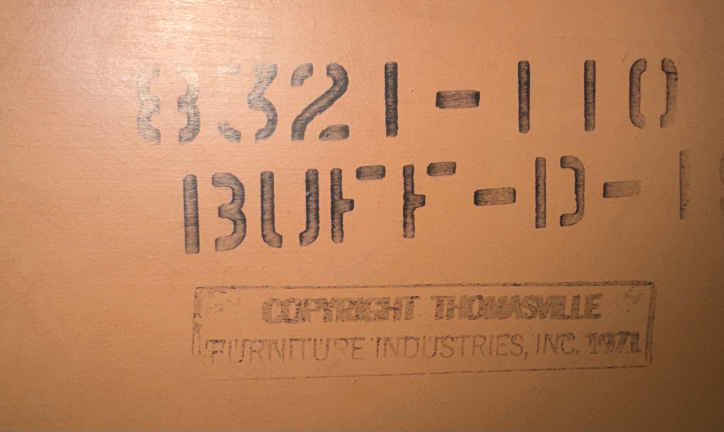 8321-110
BUFF-D-
COPYRIGHT THOMASVILLE
FURNITURE INDUSTRIES, INC. 1971